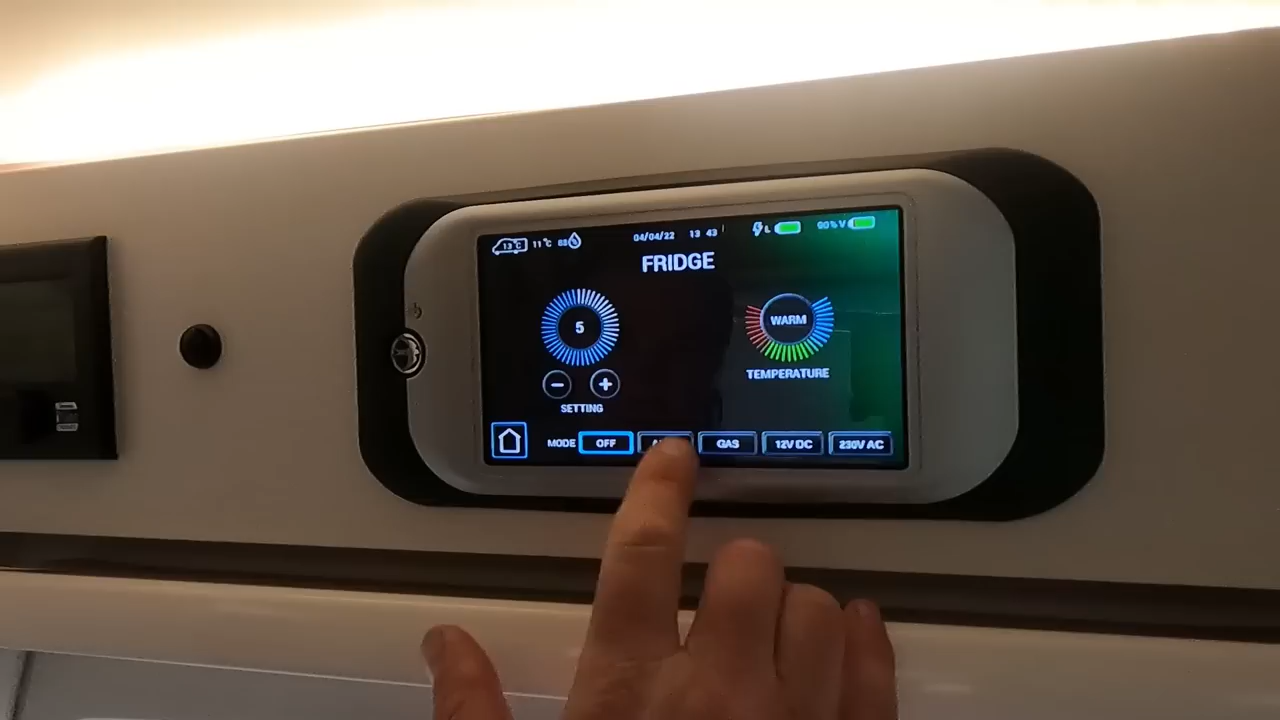 13°C 11°C 68 04/04/22 13 43 L 90% V
FRIDGE
5
WARM
SETTING
TEMPERATURE
MODE OFF GAS 12V DC 230V AC